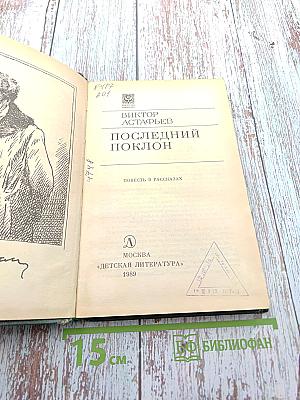 ВИКТОР
АСТАФЬЕВ
ПОСЛЕДНИЙ
ПОКЛОН
ПОВЕСТЬ В РАССКАЗАХ
МОСКВА
«ДЕТСКАЯ ЛИТЕРАТУРА»
1989
15 см
БИБЛИОФАН